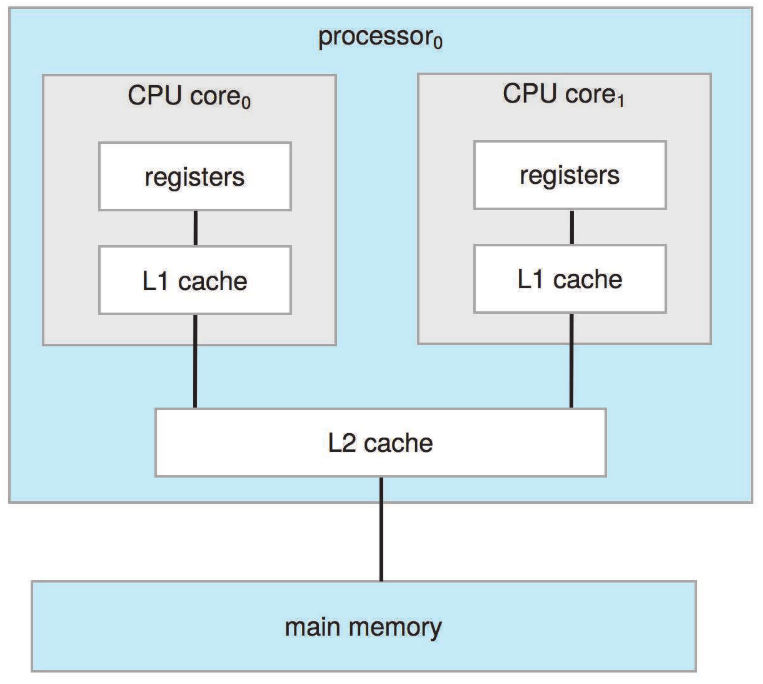 processor₀
CPU core₀
CPU core₁
registers
registers
L1 cache
L1 cache
L2 cache
main memory